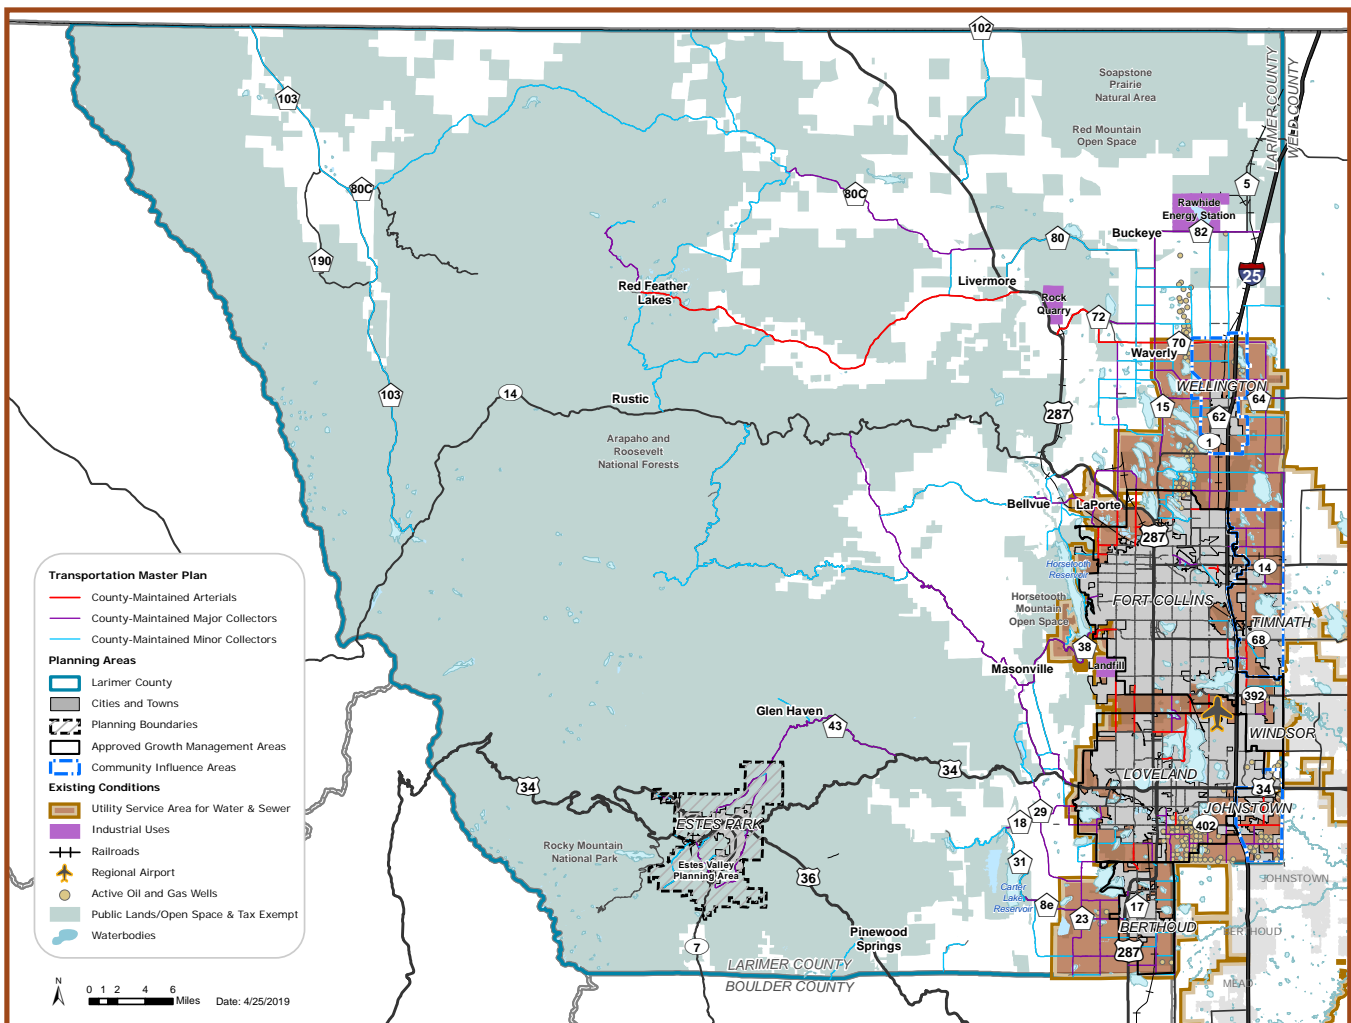 102
LARIMER COUNTY
WELD COUNTY
Soapstone
Prairie
Natural Area
103
Red Mountain
Open Space
80C
80C
5
Rawhide
Energy Station
82
Buckeye
80
190
25
Livermore
Red Feather
Lakes
Rock
Quarry
72
70
Waverly
WELLINGTON
103
14
Rustic
287
15
64
62
1
Arapaho and
Roosevelt
National Forests
Bellvue
LaPorte
287
Horsetooth
Reservoir
14
Horsetooth
Mountain
Open Space
FORT COLLINS
TIMNATH
68
38
Landfill
Masonville
392
Glen Haven
43
WINDSOR
34
34
LOVELAND
34
JOHNSTOWN
29
18
402
ESTES PARK
Rocky Mountain
National Park
Estes Valley
Planning Area
31
36
Carter
Lake
Reservoir
8e
23
17
JOHNSTOWN
BERTHOUD
BERTHOUD
Pinewood
Springs
7
287
LARIMER COUNTY
BOULDER COUNTY
MEAD
Transportation Master Plan
County-Maintained Arterials
County-Maintained Major Collectors
County-Maintained Minor Collectors
Planning Areas
Larimer County
Cities and Towns
Planning Boundaries
Approved Growth Management Areas
Community Influence Areas
Existing Conditions
Utility Service Area for Water & Sewer
Industrial Uses
Railroads
Regional Airport
Active Oil and Gas Wells
Public Lands/Open Space & Tax Exempt
Waterbodies
N
0 1 2 4 6
Miles
Date: 4/25/2019